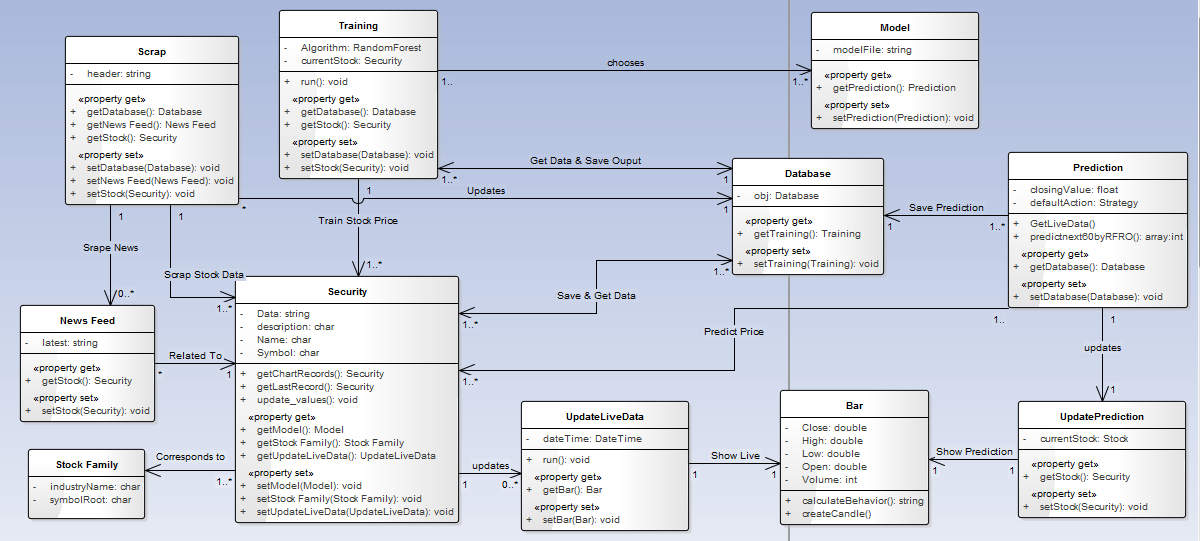 Scrap
- header: string
«property get»
+ getDatabase(): Database
+ getNews Feed(): News Feed
+ getStock(): Security
«property set»
+ setDatabase(Database): void
+ setNews Feed(News Feed): void
+ setStock(Security): void
Training
- Algorithm: RandomForest
- currentStock: Security
+ run(): void
«property get»
+ getDatabase(): Database
+ getStock(): Security
«property set»
+ setDatabase(Database): void
+ setStock(Security): void
Model
- modelFile: string
«property get»
+ getPrediction(): Prediction
«property set»
+ setPrediction(Prediction): void
chooses
1..
1..*
Get Data & Save Ouput
1..*
1
Updates
*
1
Database
- obj: Database
«property get»
+ getTraining(): Training
«property set»
+ setTraining(Training): void
Prediction
- closingValue: float
- defaultAction: Strategy
+ GetLiveData()
+ predictnext60byRFRO(): array:int
«property get»
+ getDatabase(): Database
«property set»
+ setDatabase(Database): void
Save Prediction
1
1..*
1
Train Stock Price
1..*
1
Srape News
0..*
1
Scrap Stock Data
1..*
Save & Get Data
1..*
1..*
Predict Price
1..
1..*
1
updates
1
News Feed
- latest: string
«property get»
+ getStock(): Security
«property set»
+ setStock(Security): void
Related To
*
1
Security
- Data: string
- description: char
- Name: char
- Symbol: char
+ getChartRecords(): Security
+ getLastRecord(): Security
+ update_values(): void
«property get»
+ getModel(): Model
+ getStock Family(): Stock Family
+ getUpdateLiveData(): UpdateLiveData
«property set»
+ setModel(Model): void
+ setStock Family(Stock Family): void
+ setUpdateLiveData(UpdateLiveData): void
Stock Family
- industryName: char
- symbolRoot: char
Corresponds to
1..*
updates
1
0..*
UpdateLiveData
- dateTime: DateTime
+ run(): void
«property get»
+ getBar(): Bar
«property set»
+ setBar(Bar): void
Show Live
1
1
Bar
- Close: double
- High: double
- Low: double
- Open: double
- Volume: int
+ calculateBehavior(): string
+ createCandle()
Show Prediction
1
1
UpdatePrediction
- currentStock: Stock
«property get»
+ getStock(): Security
«property set»
+ setStock(Security): void